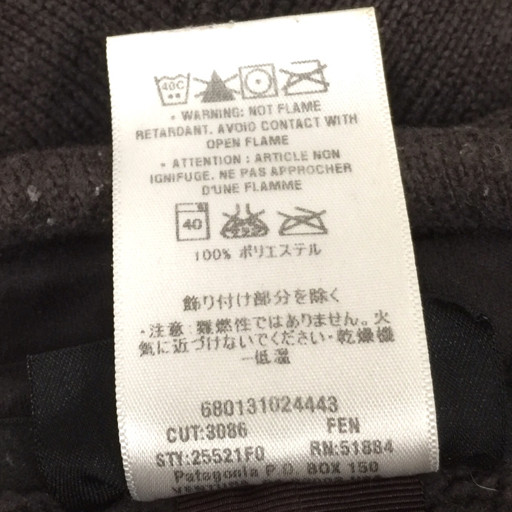 40C
• WARNING: NOT FLAME
RETARDANT. AVOID CONTACT WITH
OPEN FLAME
• ATTENTION : ARTICLE NON
IGNIFUGE. NE PAS APPROCHER
D'UNE FLAMME
40
100% ポリエステル
飾り付け部分を除く
・注意：難燃性ではありません。火
気に近づけないでください・乾燥機
ー低温
680131024443
CUT:3086 FEN
STY:25521F0 RN:51884
Patagonia P.O. BOX 150